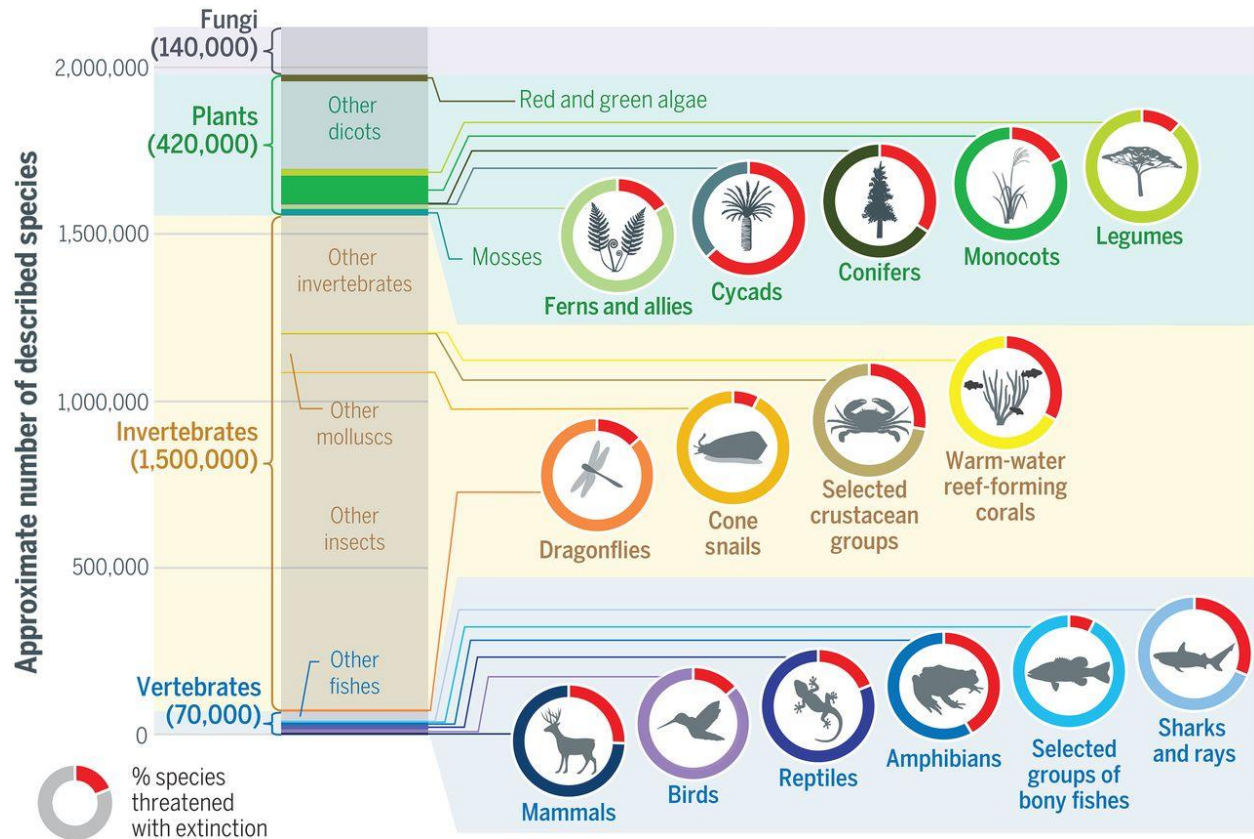 Approximate number of described species
Fungi
(140,000)
2,000,000
Plants
(420,000)
1,500,000
1,000,000
Invertebrates
(1,500,000)
500,000
Vertebrates
(70,000)
0
Other
dicots
Red and green algae
Mosses
Ferns and allies
Cycads
Conifers
Monocots
Legumes
Other
invertebrates
Other
molluscs
Other
insects
Dragonflies
Cone
snails
Selected
crustacean
groups
Warm-water
reef-forming
corals
Other
fishes
Mammals
Birds
Reptiles
Amphibians
Selected
groups of
bony fishes
Sharks
and rays
% species
threatened
with extinction